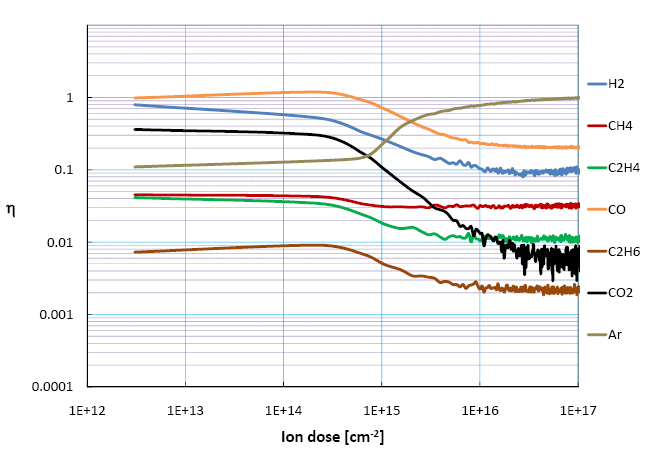 1
0.1
0.01
0.001
0.0001
η
1E+12 1E+13 1E+14 1E+15 1E+16 1E+17
Ion dose [cm-2]
H2
CH4
C2H4
CO
C2H6
CO2
Ar